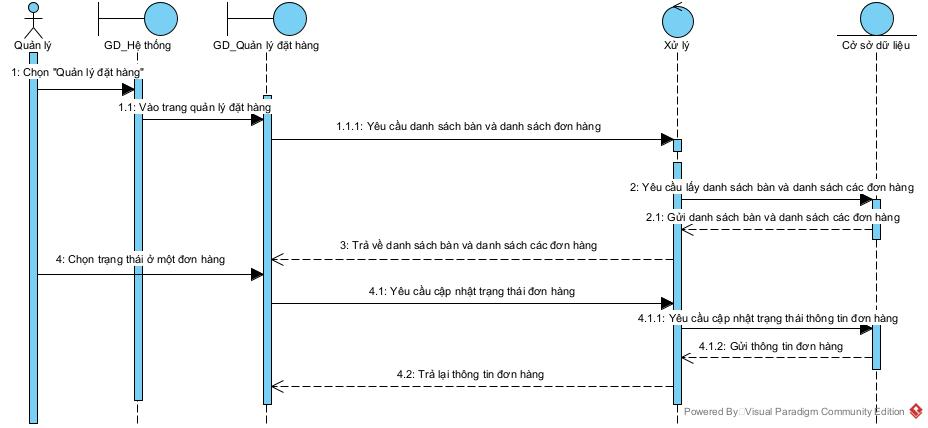 Quản lý
GD_Hệ thống
GD_Quản lý đặt hàng
Xử lý
Cở sở dữ liệu
1: Chọn "Quản lý đặt hàng"
1.1: Vào trang quản lý đặt hàng
1.1.1: Yêu cầu danh sách bàn và danh sách đơn hàng
2: Yêu cầu lấy danh sách bàn và danh sách các đơn hàng
2.1: Gửi danh sách bàn và danh sách các đơn hàng
3: Trả về danh sách bàn và danh sách các đơn hàng
4: Chọn trạng thái ở một đơn hàng
4.1: Yêu cầu cập nhật trạng thái đơn hàng
4.1.1: Yêu cầu cập nhật trạng thái thông tin đơn hàng
4.1.2: Gửi thông tin đơn hàng
4.2: Trả lại thông tin đơn hàng
Powered By Visual Paradigm Community Edition